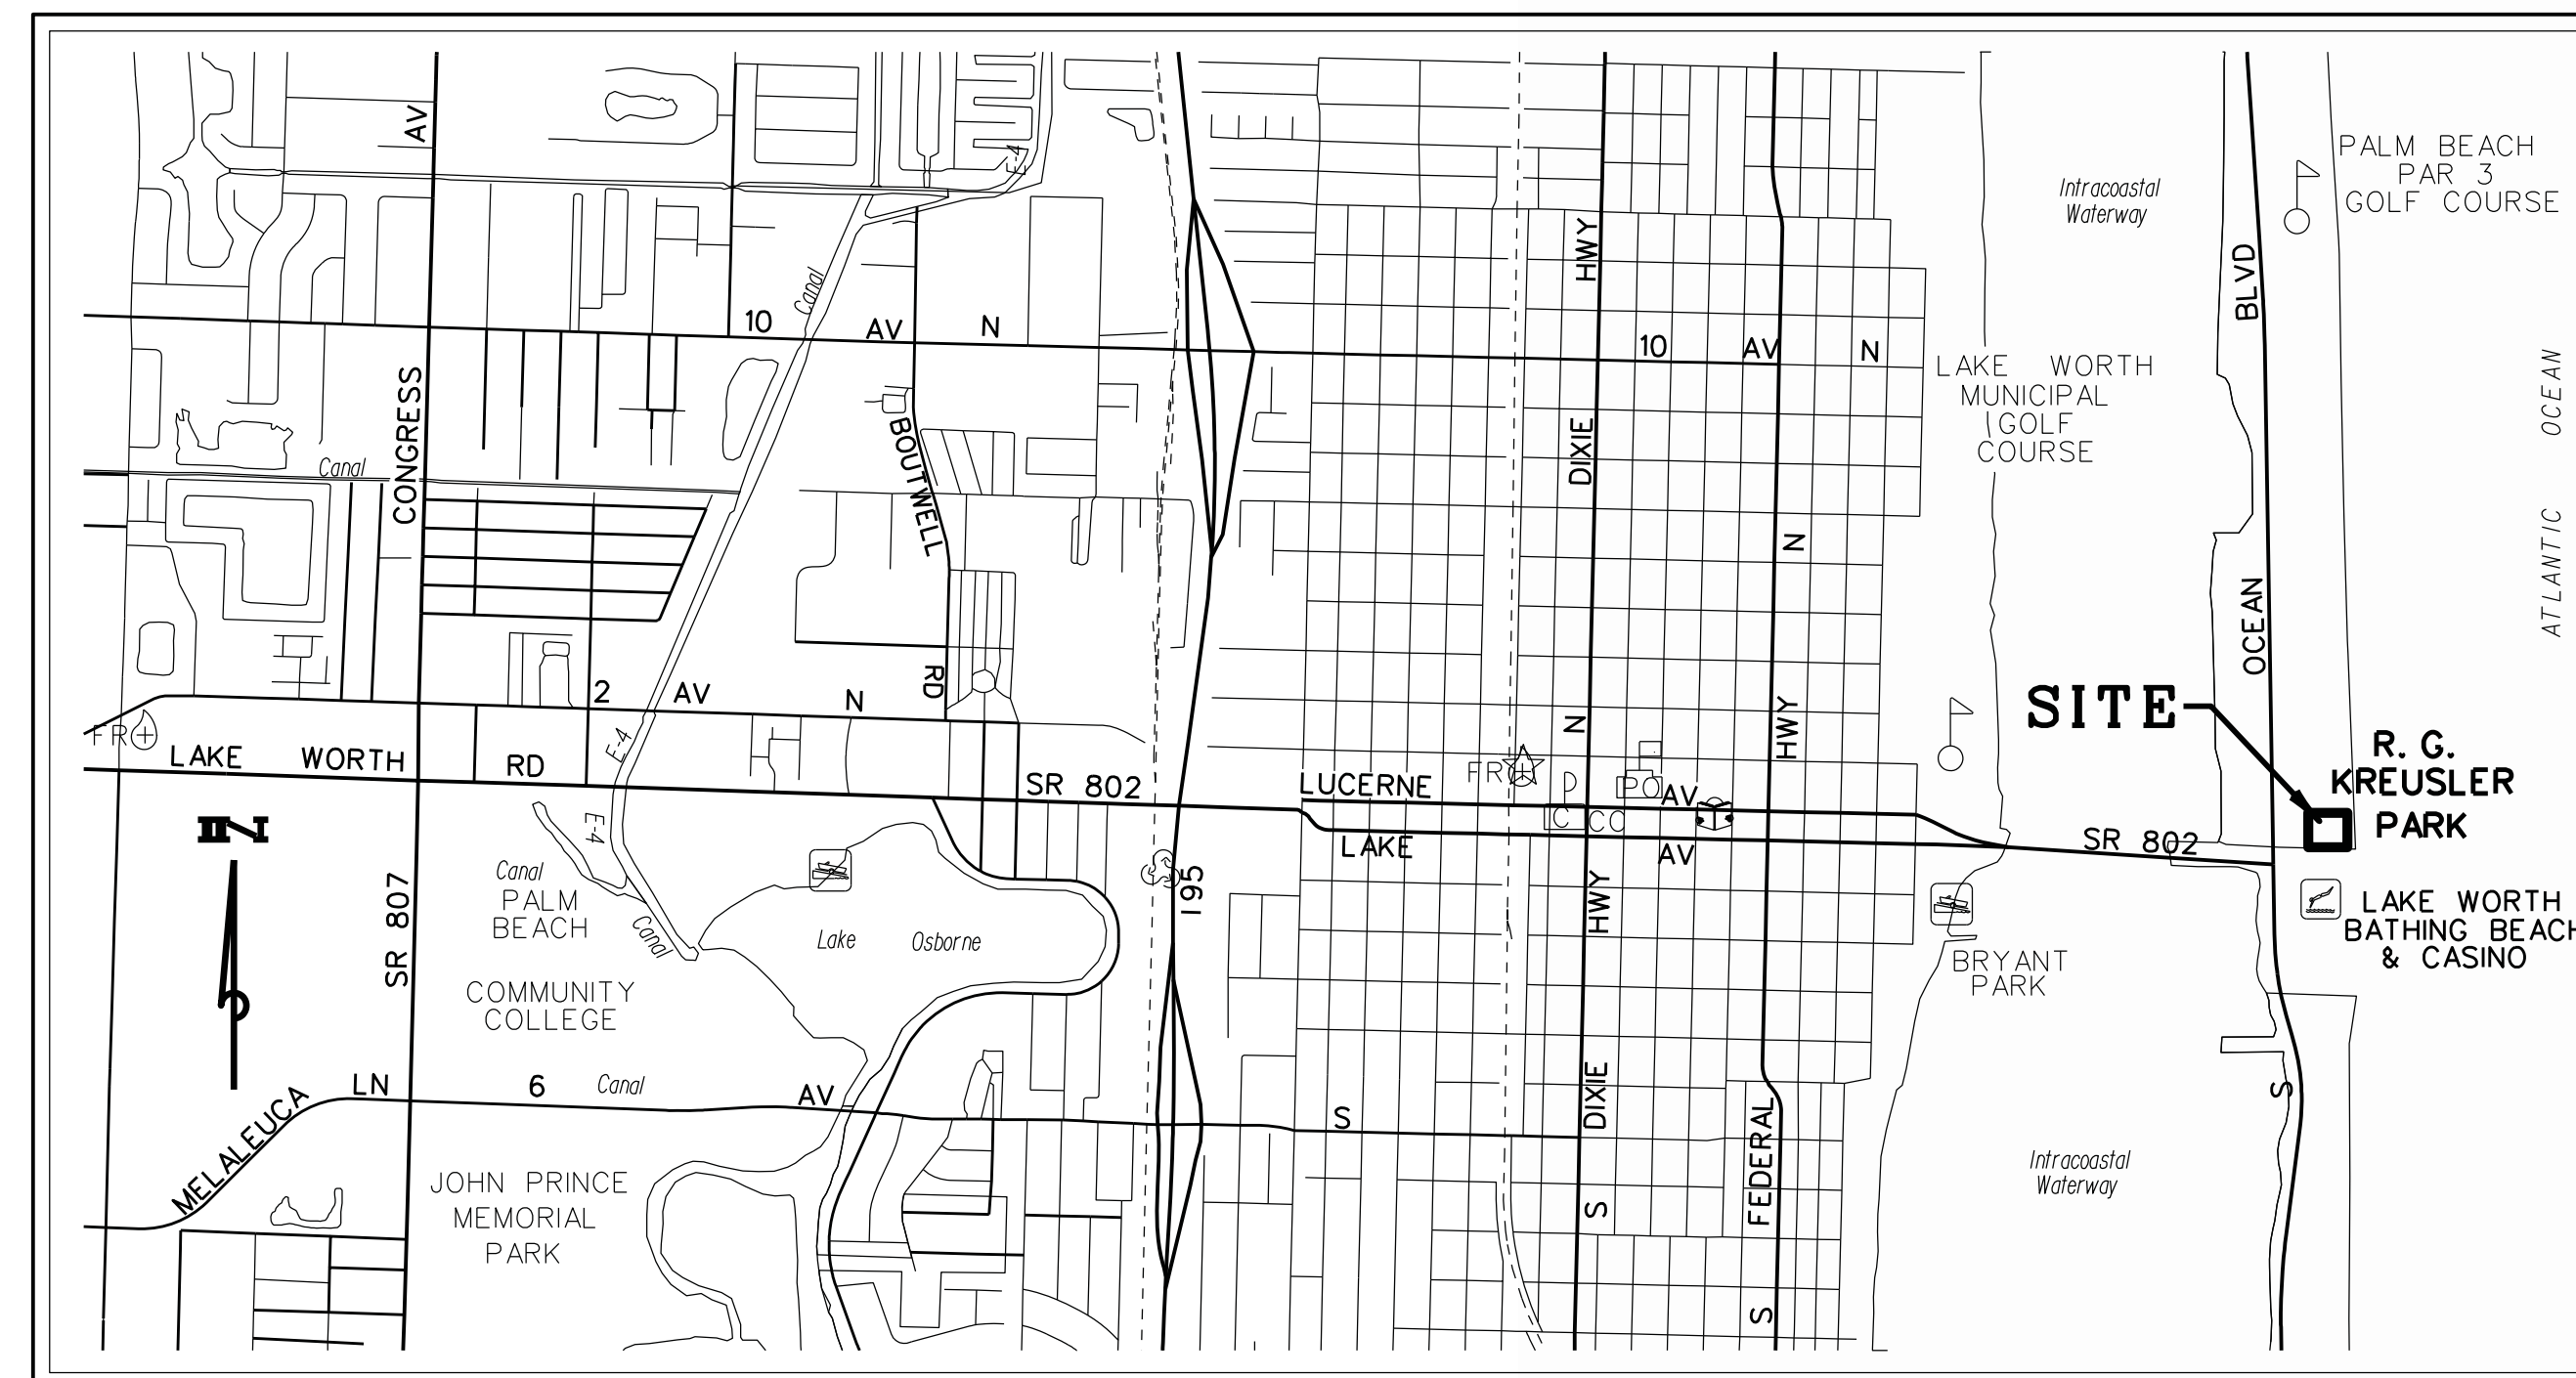 AV
E-4
PALM BEACH
PAR 3
GOLF COURSE
Intracoastal
Waterway
HWY
BLVD
Canal
10 AV N
10 AV N
CONGRESS
LAKE WORTH
MUNICIPAL
GOLF
COURSE
ATLANTIC OCEAN
BOUTWELL
RD
DIXIE
Canal
N
OCEAN
2 AV N
SITE
N
HWY
FR
LAKE WORTH RD
E-4
SR 802
LUCERNE AV
FR
P
PO
C
CC
R. G.
KREUSLER
PARK
N
E-4
LAKE AV
SR 802
Canal
PALM
BEACH
COMMUNITY
COLLEGE
Canal
SR 807
Lake Osborne
I 95
HWY
LAKE WORTH
BATHING BEACH
& CASINO
BRYANT
PARK
MELALEUCA LN
6 AV S
Canal
DIXIE
S
FEDERAL
S
S
JOHN PRINCE
MEMORIAL
PARK
Intracoastal
Waterway